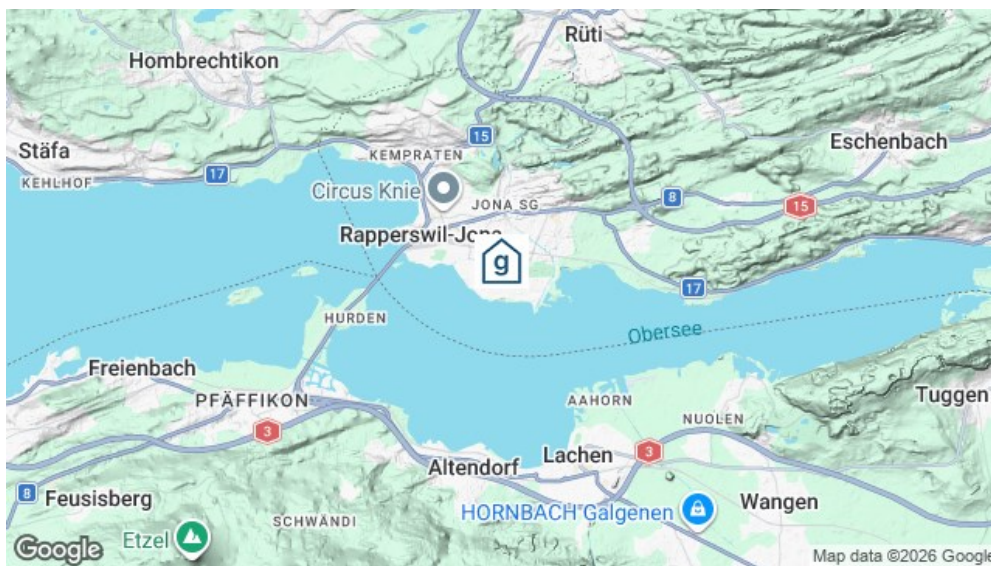 Rüti
Hombrechtikon
15
Eschenbach
Stäfa
KEMPRATEN
KEHLHOF
17
Circus Knie
8
15
JONA SG
Rapperswil-Jona
g
17
HURDEN
Obersee
Freienbach
AAHORN
Tuggen
PFÄFFIKON
NUOLEN
3
3
Lachen
Altendorf
8
Feusisberg
Wangen
HORNBACH Galgenen
SCHWÄNDI
Etzel
Google
Map data ©2026 Google